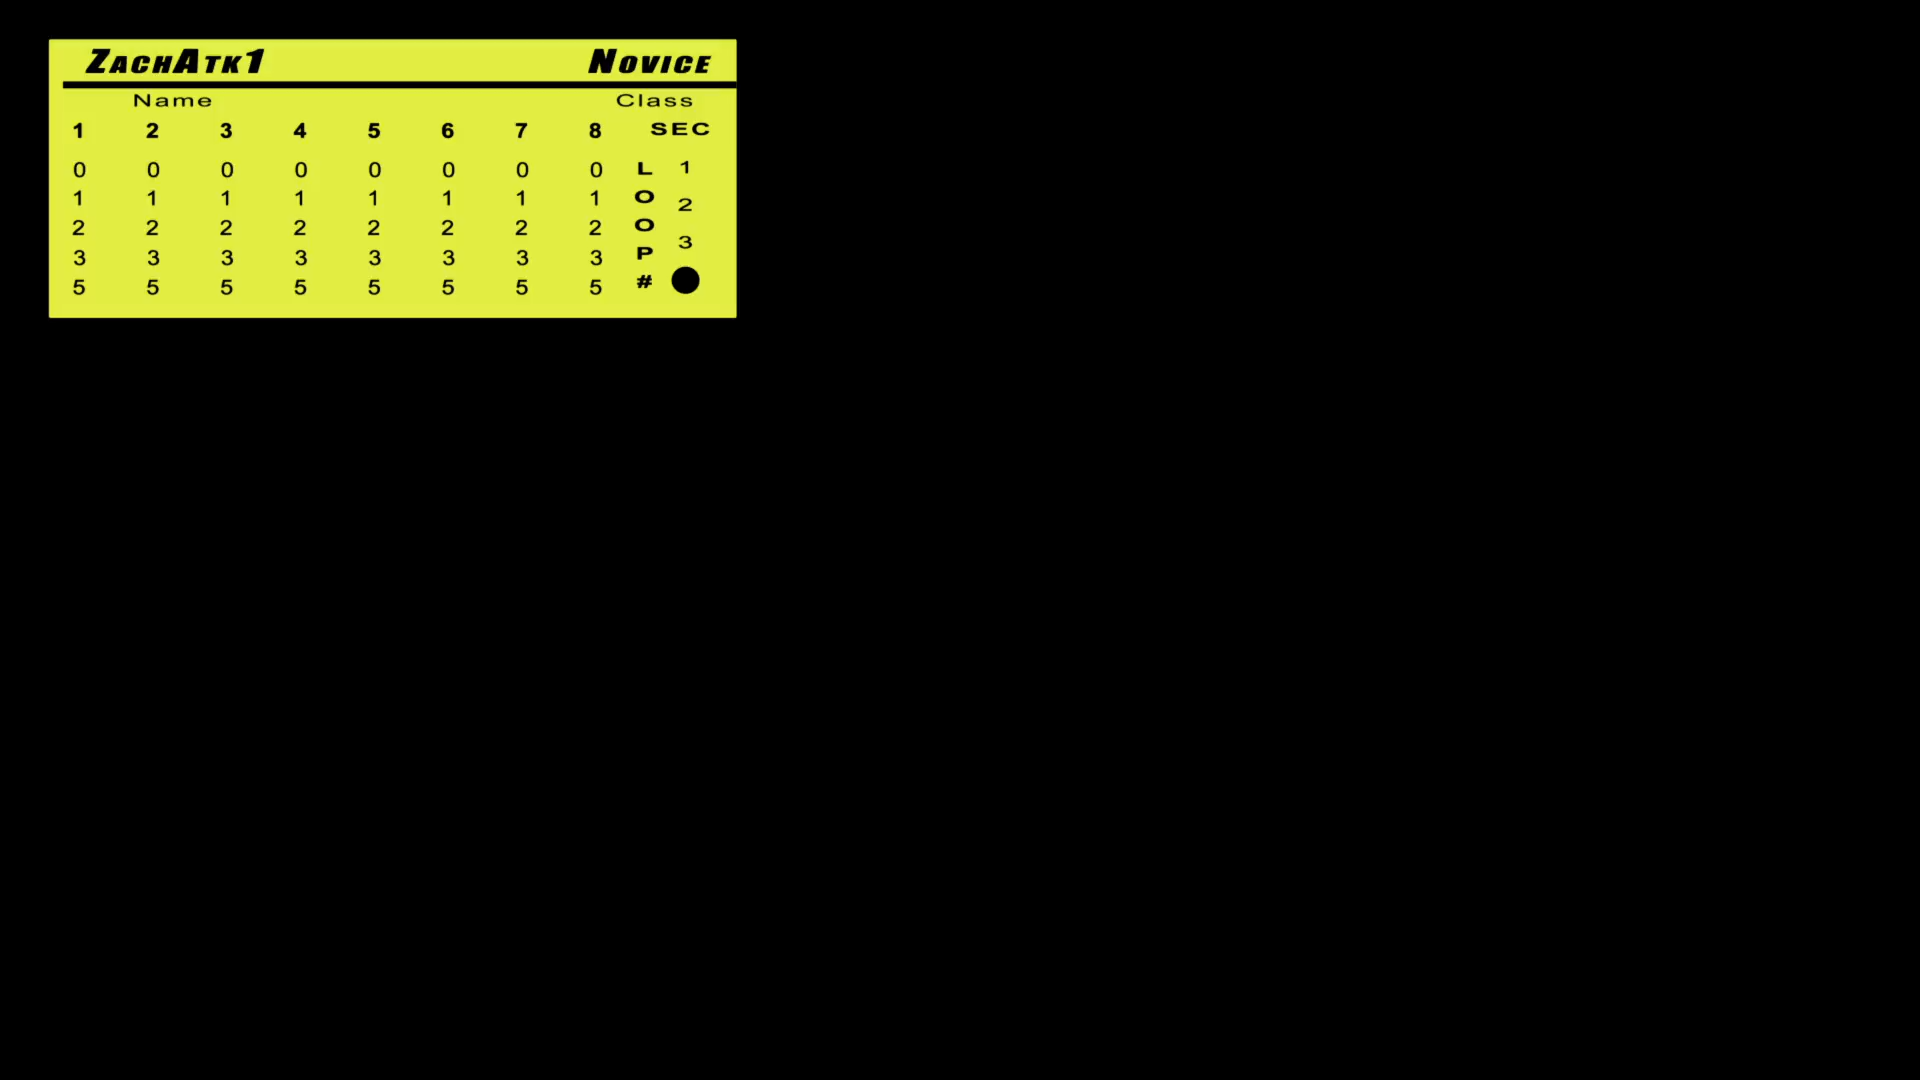 ZachAtk1 Novice
Name Class
1 2 3 4 5 6 7 8 SEC
0 0 0 0 0 0 0 0 L 1
1 1 1 1 1 1 1 1 O 2
2 2 2 2 2 2 2 2 O 3
3 3 3 3 3 3 3 3 P
5 5 5 5 5 5 5 5 #